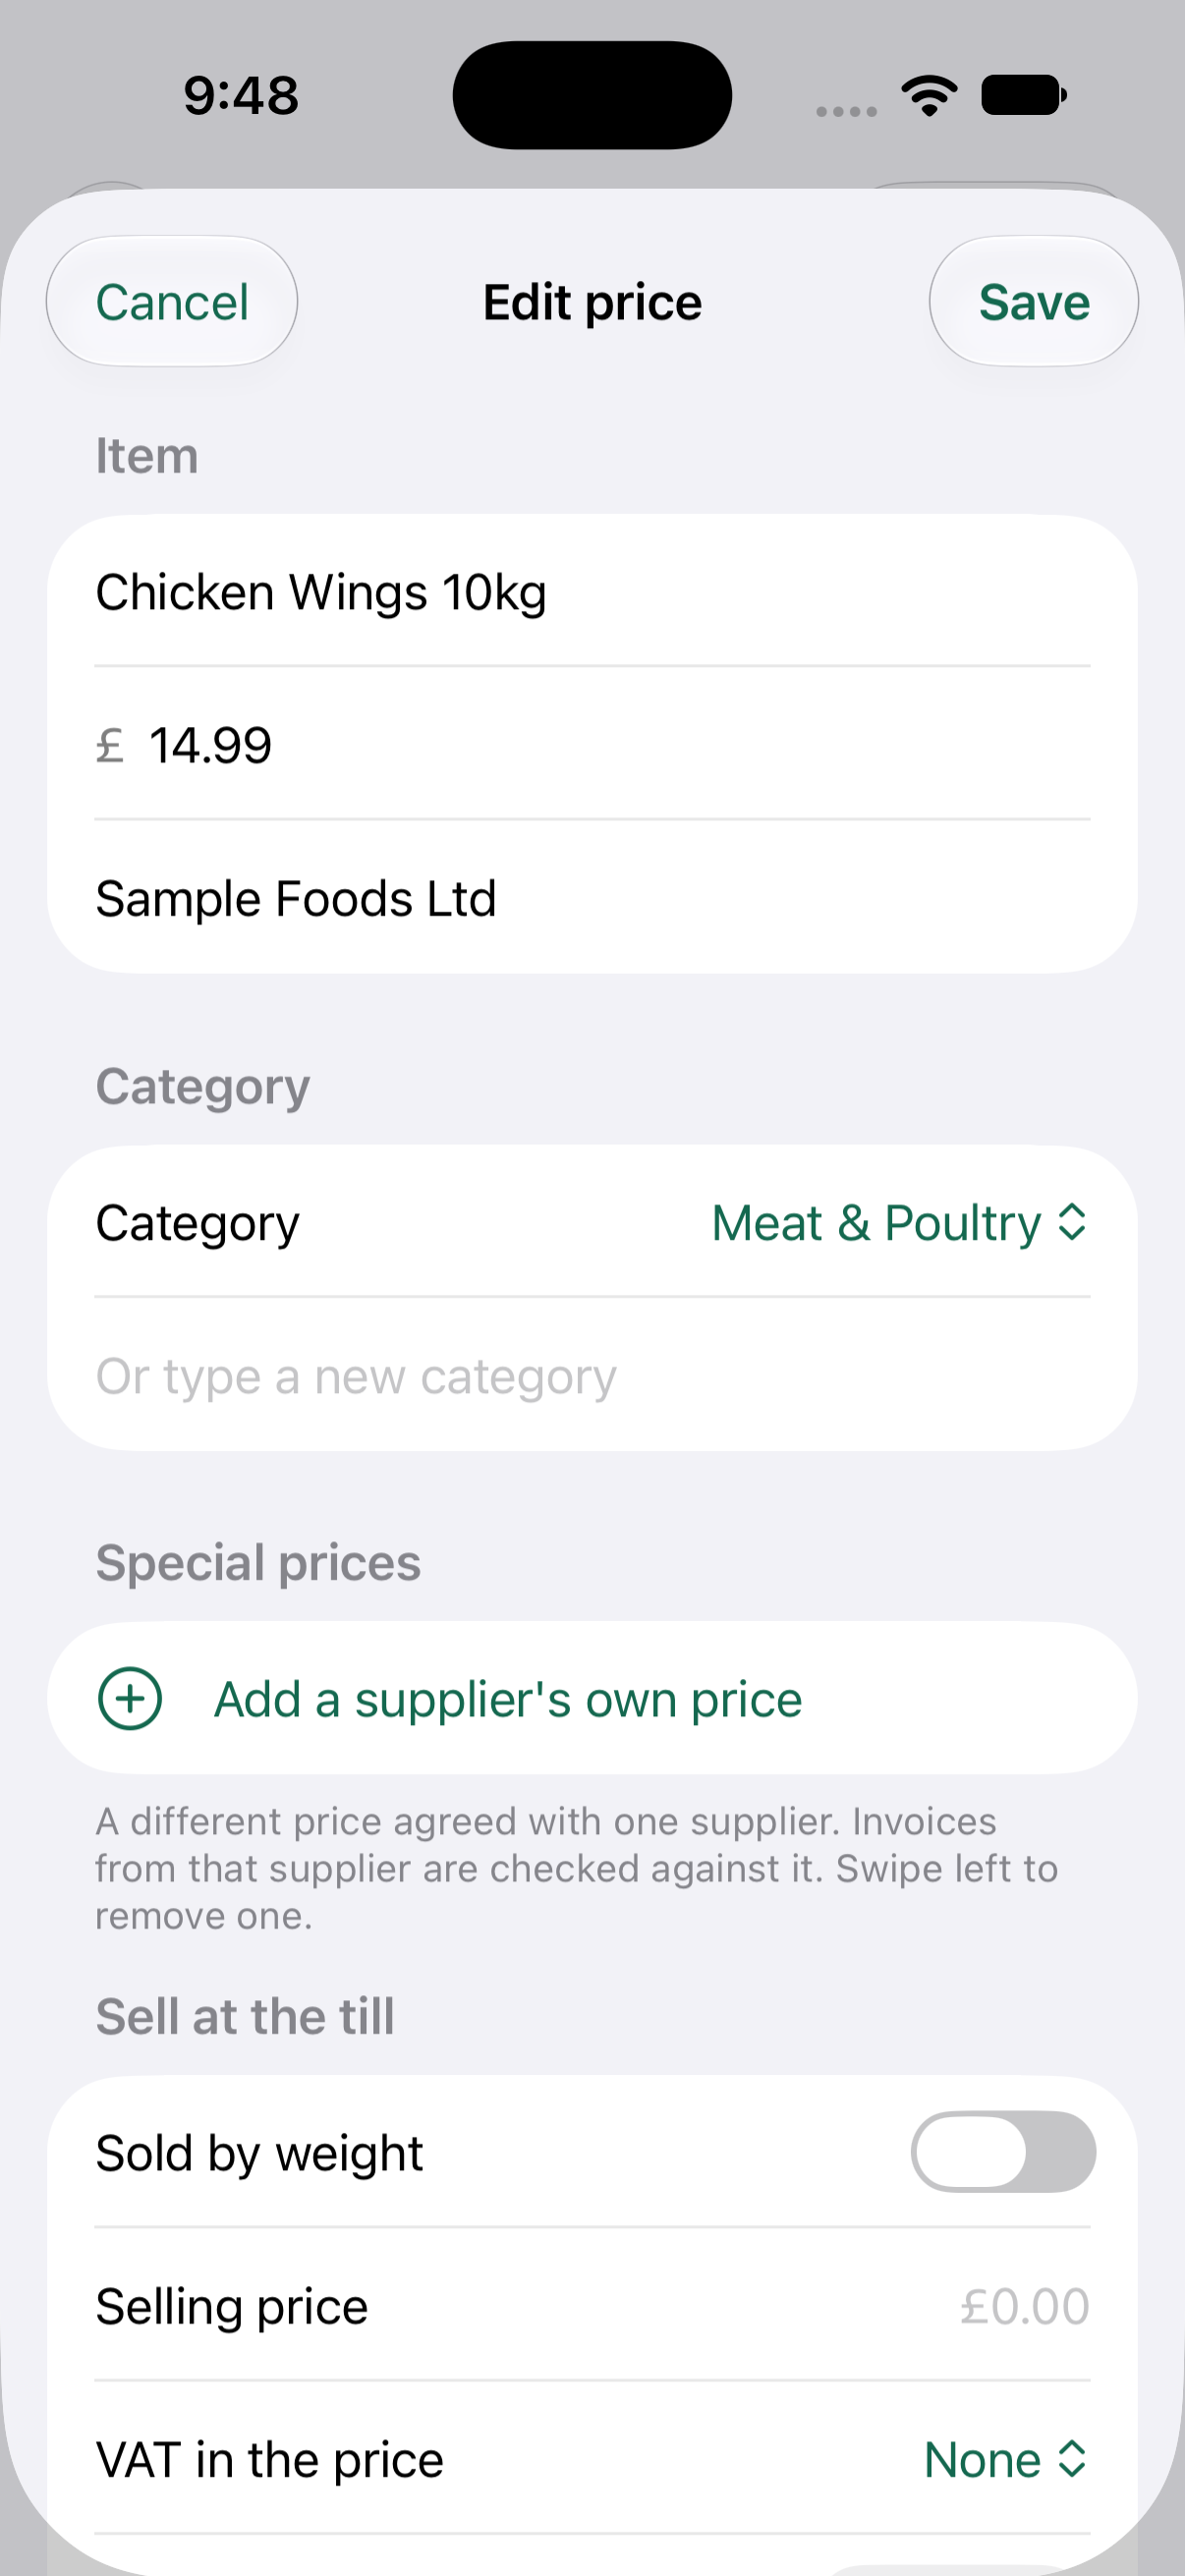 9:48
Cancel
Edit price
Save
Item
Chicken Wings 10kg
£ 14.99
Sample Foods Ltd
Category
Category Meat & Poultry
Or type a new category
Special prices
Add a supplier's own price
A different price agreed with one supplier. Invoices
from that supplier are checked against it. Swipe left to
remove one.
Sell at the till
Sold by weight
Selling price £0.00
VAT in the price None